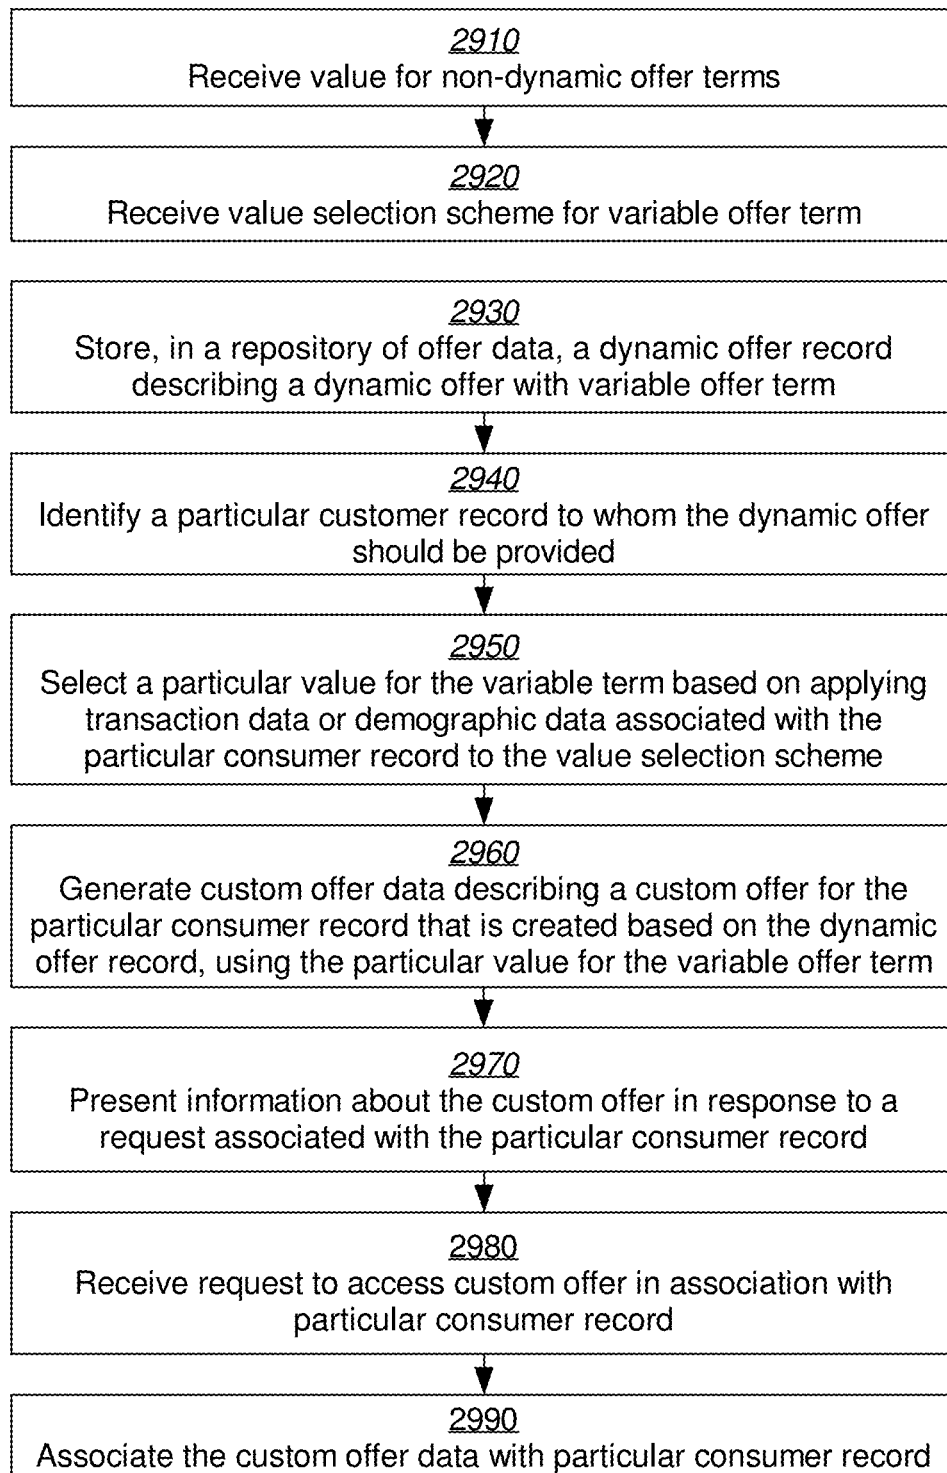 2910
Receive value for non-dynamic offer terms
2920
Receive value selection scheme for variable offer term
2930
Store, in a repository of offer data, a dynamic offer record
describing a dynamic offer with variable offer term
2940
Identify a particular customer record to whom the dynamic offer
should be provided
2950
Select a particular value for the variable term based on applying
transaction data or demographic data associated with the
particular consumer record to the value selection scheme
2960
Generate custom offer data describing a custom offer for the
particular consumer record that is created based on the dynamic
offer record, using the particular value for the variable offer term
2970
Present information about the custom offer in response to a
request associated with the particular consumer record
2980
Receive request to access custom offer in association with
particular consumer record
2990
Associate the custom offer data with particular consumer record